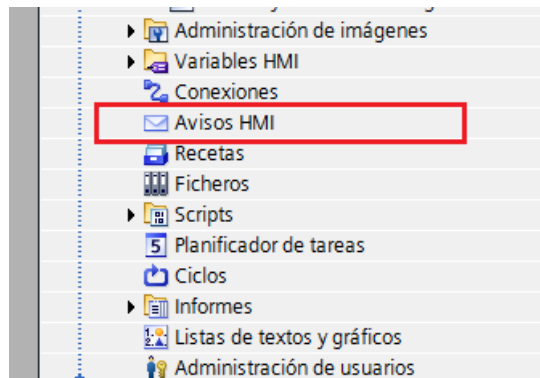 Administración de imágenes
Variables HMI
Conexiones
Avisos HMI
Recetas
Ficheros
Scripts
Planificador de tareas
Ciclos
Informes
Listas de textos y gráficos
Administración de usuarios